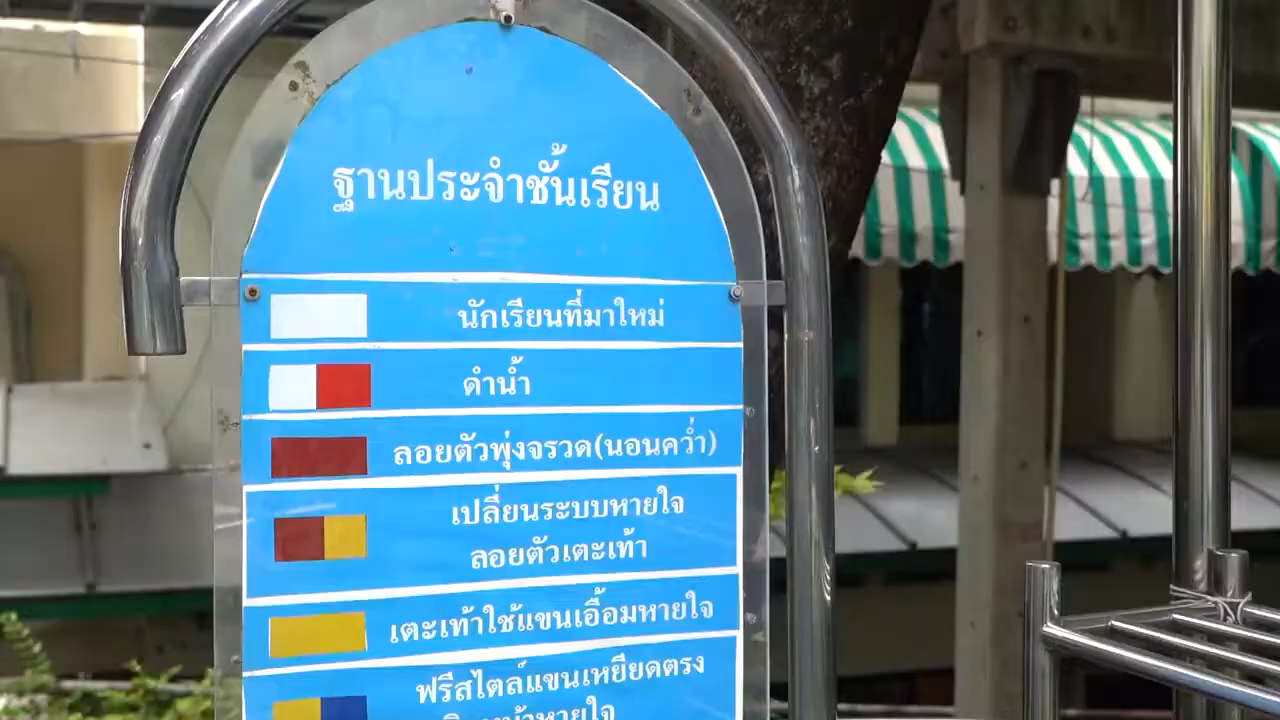 ฐานประจำชั้นเรียน
นักเรียนที่มาใหม่
ดำน้ำ
ลอยตัวพุ่งจรวด(นอนคว่ำ)
เปลี่ยนระบบหายใจ
ลอยตัวเตะเท้า
เตะเท้าใช้แขนเอื้อมหายใจ
ฟรีสไตล์แขนเหยียดตรง